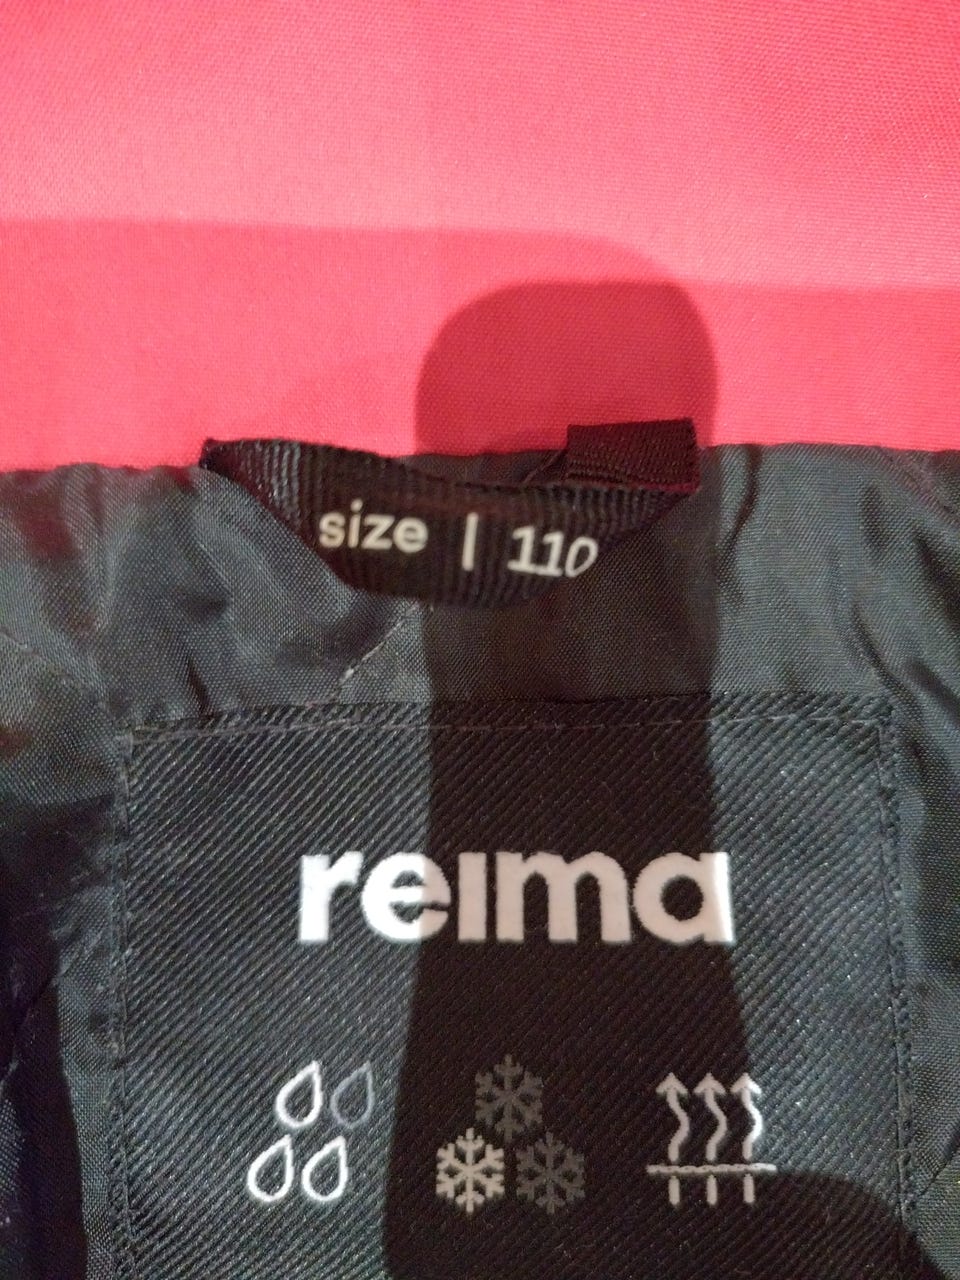 size | 110
reima